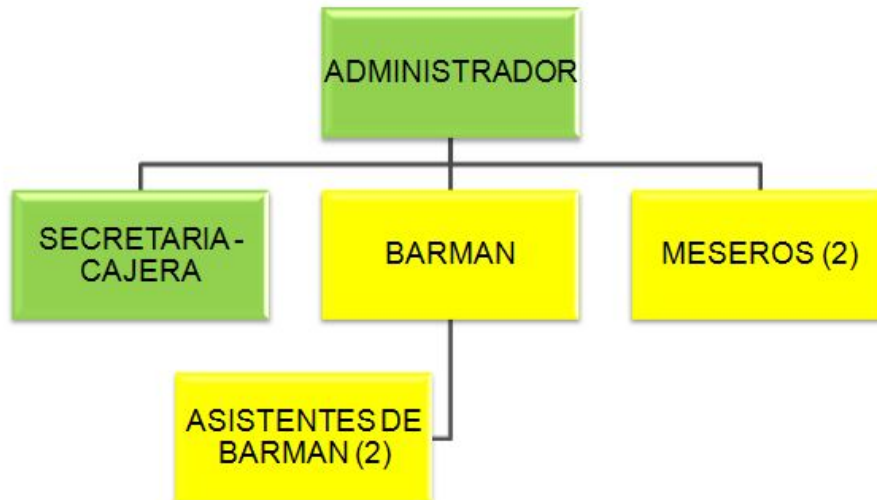 ADMINISTRADOR
SECRETARIA -
CAJERA
BARMAN
MESEROS (2)
ASISTENTES DE
BARMAN (2)